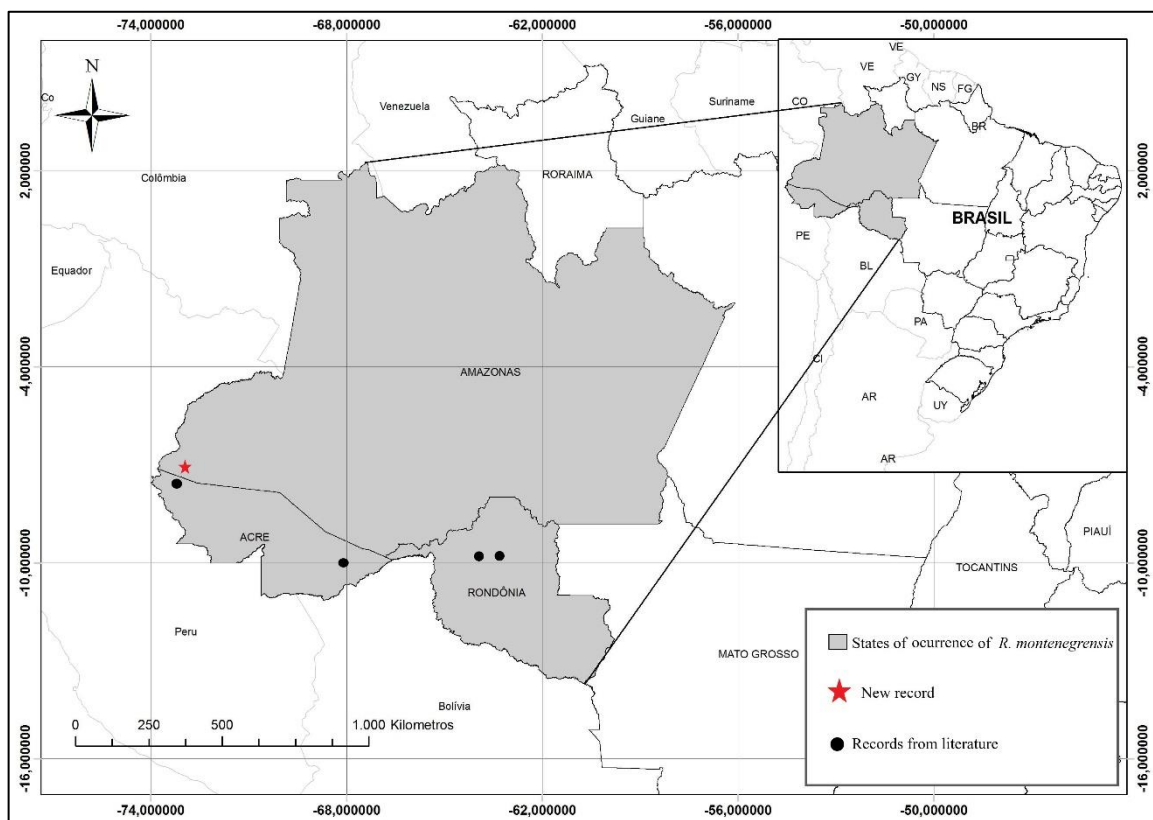 -74,000000 -68,000000 -62,000000 -56,000000 -50,000000
N
Co
Venezuela
Suriname
Guiane
RORAIMA
Colômbia
Equador
2,000000
2,000000
VE
VE
GY
NS
FG
CO
BR
BRASIL
PE
BL
PA
CI
AR
UY
AR
AMAZONAS
-4,000000
-4,000000
ACRE
RONDÔNIA
-10,000000
-10,000000
PIAUÍ
TOCANTINS
MATO GROSSO
Peru
Bolívia
0 250 500 1.000 Kilometros
States of ocurrence of R. montenegrensis
New record
Records from literature
-16,000000
-16,000000
-74,000000 -68,000000 -62,000000 -56,000000 -50,000000